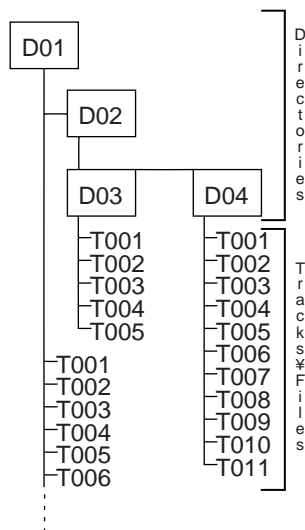 D01
D02
D03
D04
T001
T002
T003
T004
T005
T001
T002
T003
T004
T005
T006
T007
T008
T009
T010
T011
T001
T002
T003
T004
T005
T006
Directories
Tracks¥Files